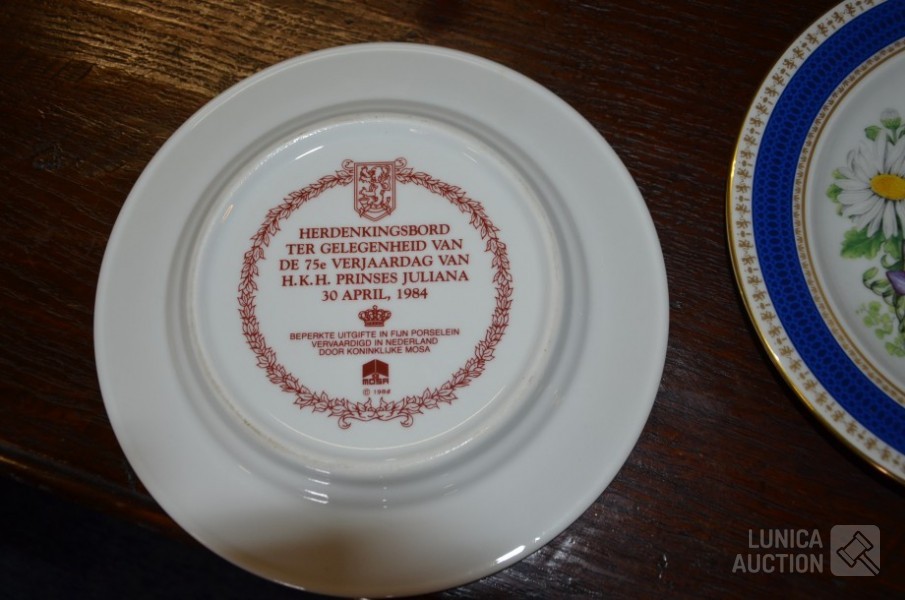 HERDENKINGSBORD
TER GELEGENHEID VAN
DE 75e VERJAARDAG VAN
H.K.H. PRINSES JULIANA
30 APRIL, 1984
BEPERKTE UITGIFTE IN FIJN PORSELEIN
VERVAARDIGD IN NEDERLAND
DOOR KONINKLIJKE MOSA
MOSA
© 1984
LUNICA
AUCTION